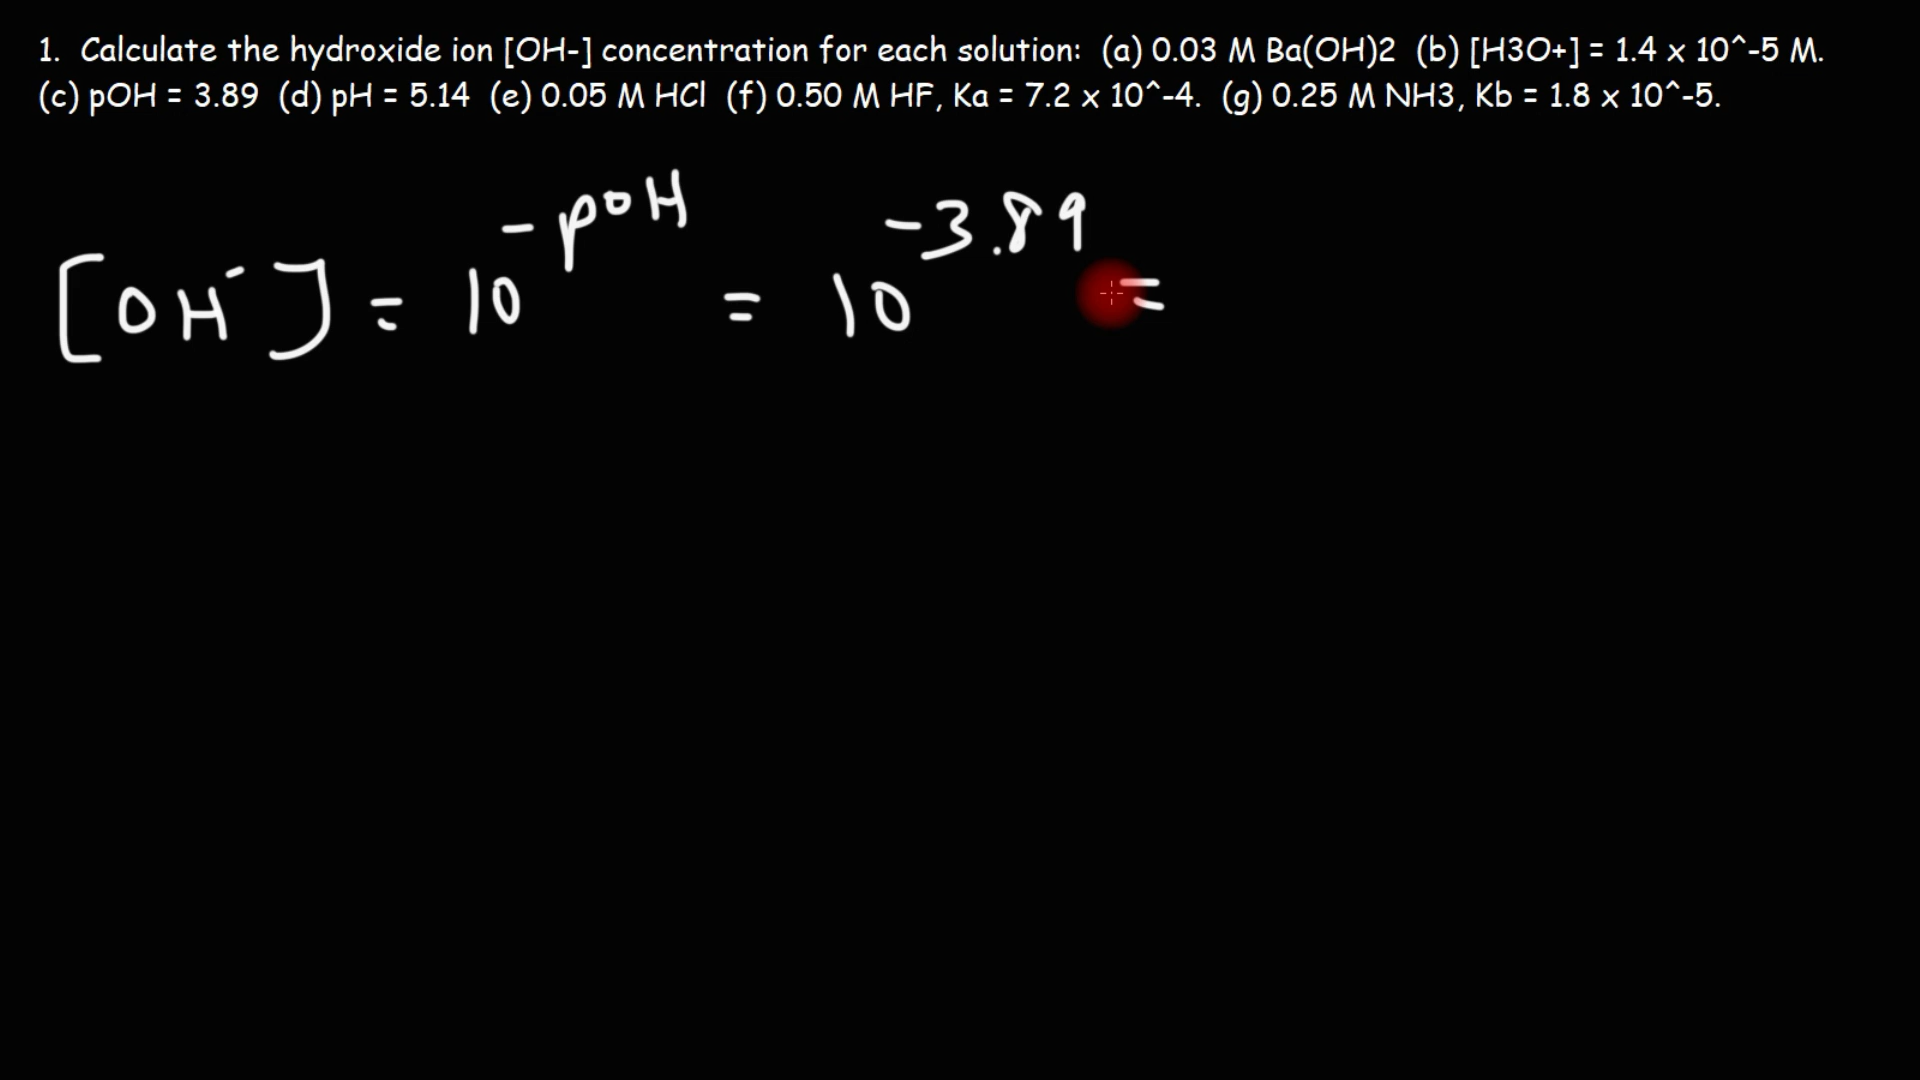 1. Calculate the hydroxide ion [OH-] concentration for each solution: (a) 0.03 M Ba(OH)2 (b) [H3O+] = 1.4 x 10^-5 M.
(c) pOH = 3.89 (d) pH = 5.14 (e) 0.05 M HCl (f) 0.50 M HF, Ka = 7.2 x 10^-4. (g) 0.25 M NH3, Kb = 1.8 x 10^-5.
[OH⁻] = 10^-pOH = 10^-3.89 =